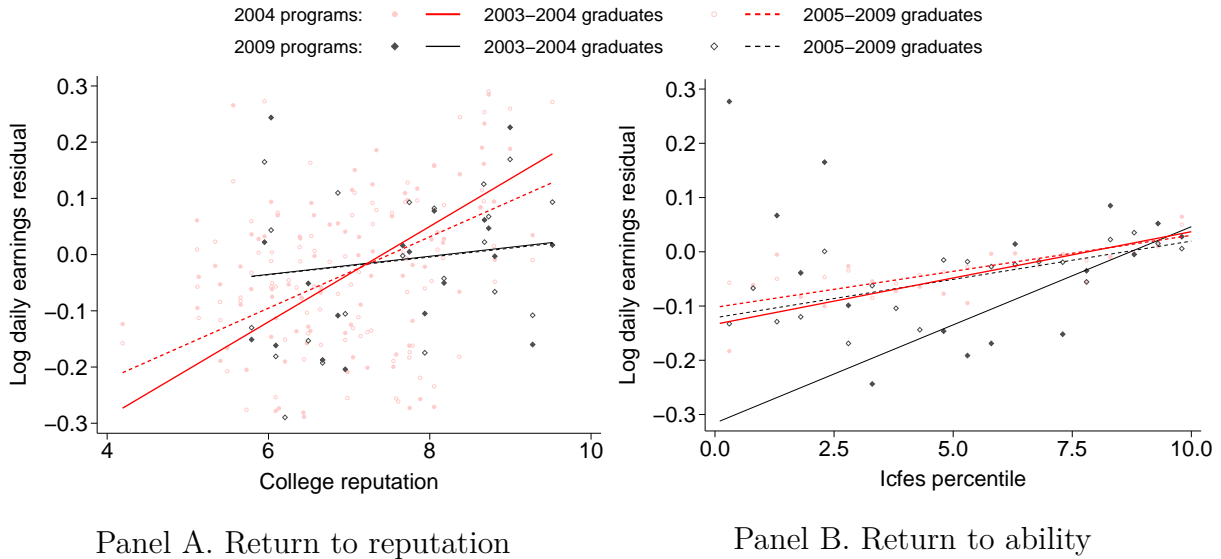 2004 programs: 2003−2004 graduates 2005−2009 graduates
2009 programs: 2003−2004 graduates 2005−2009 graduates
Log daily earnings residual
0.3
0.2
0.1
0.0
−0.1
−0.2
−0.3
4 6 8 10
College reputation
Panel A. Return to reputation
Log daily earnings residual
0.3
0.2
0.1
0.0
−0.1
−0.2
−0.3
0.0 2.5 5.0 7.5 10.0
Icfes percentile
Panel B. Return to ability